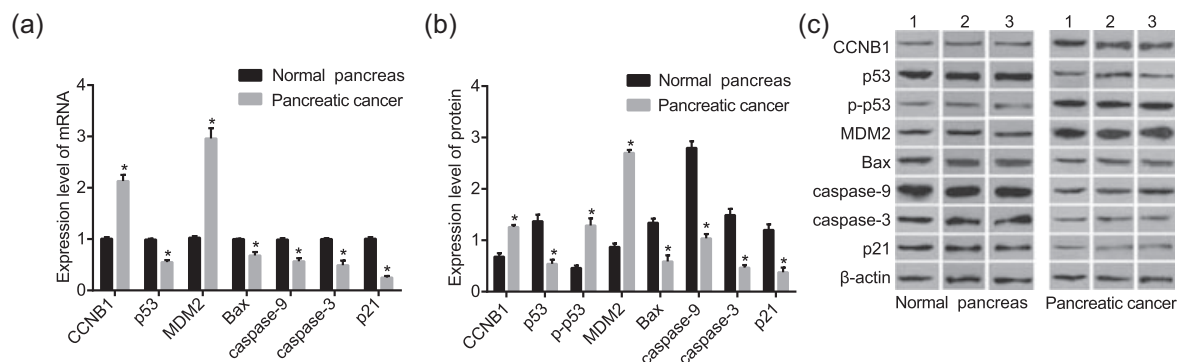 (a)
Normal pancreas
Pancreatic cancer
Expression level of mRNA
4
3
2
1
0
*
*
*
*
*
*
*
CCNB1
p53
MDM2
Bax
caspase-9
caspase-3
p21
(b)
Normal pancreas
Pancreatic cancer
Expression level of protein
4
3
2
1
0
*
*
*
*
*
*
*
*
CCNB1
p53
p-p53
MDM2
Bax
caspase-9
caspase-3
p21
(c)
1 2 3 1 2 3
CCNB1
p53
p-p53
MDM2
Bax
caspase-9
caspase-3
p21
β-actin
Normal pancreas Pancreatic cancer